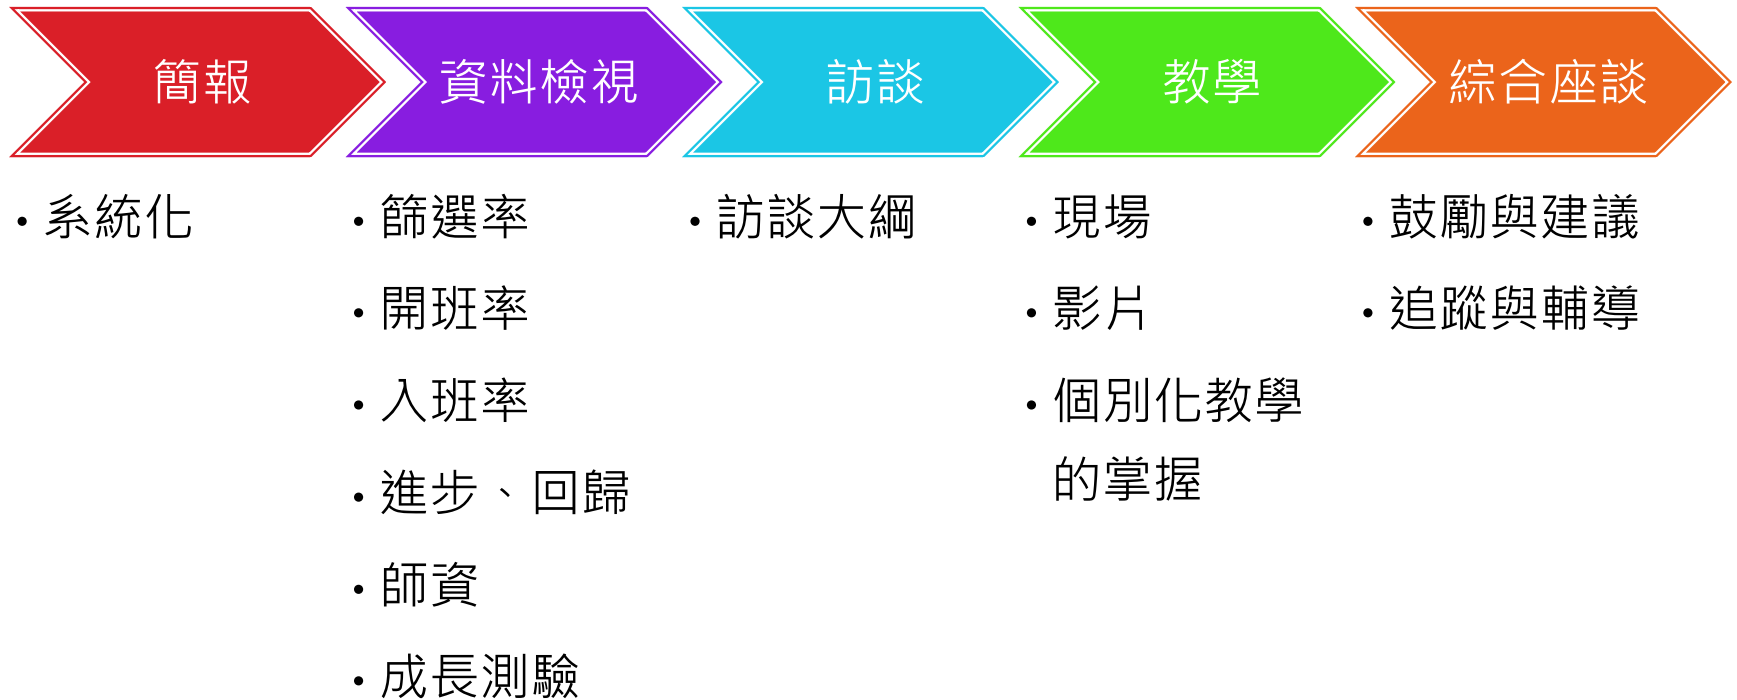 簡報
• 系統化
資料檢視
• 篩選率
• 開班率
• 入班率
• 進步、回歸
• 師資
• 成長測驗
訪談
• 訪談大綱
教學
• 現場
• 影片
• 個別化教學
的掌握
綜合座談
• 鼓勵與建議
• 追蹤與輔導